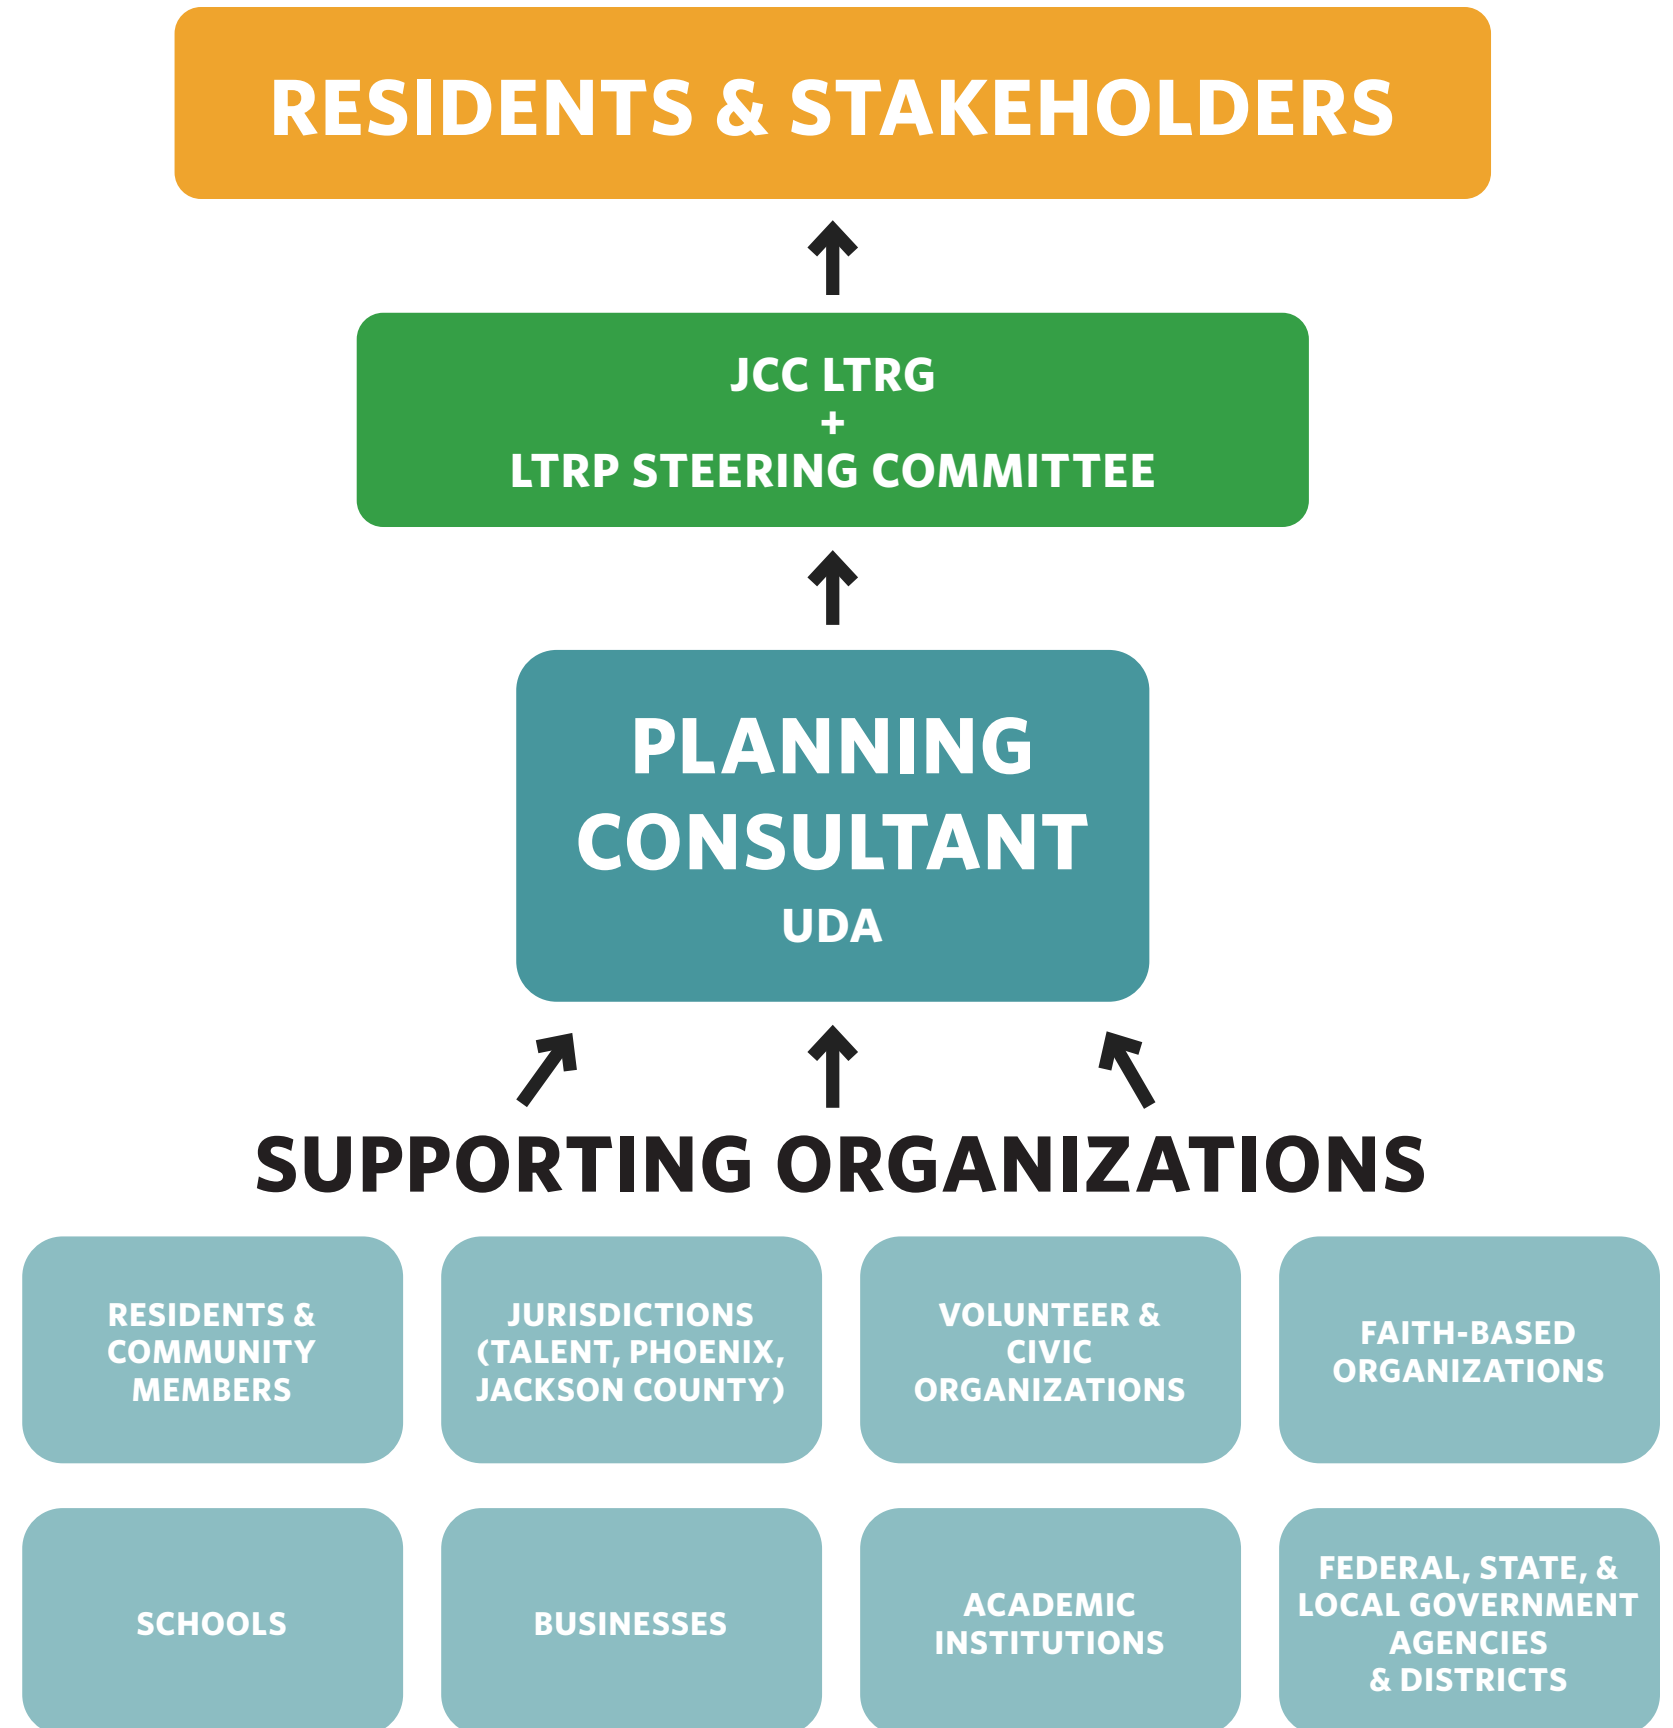 RESIDENTS & STAKEHOLDERS
JCC LTRG
+
LTRP STEERING COMMITTEE
PLANNING
CONSULTANT
UDA
SUPPORTING ORGANIZATIONS
RESIDENTS &
COMMUNITY
MEMBERS
JURISDICTIONS
(TALENT, PHOENIX,
JACKSON COUNTY)
VOLUNTEER &
CIVIC
ORGANIZATIONS
FAITH-BASED
ORGANIZATIONS
SCHOOLS
BUSINESSES
ACADEMIC
INSTITUTIONS
FEDERAL, STATE, &
LOCAL GOVERNMENT
AGENCIES
& DISTRICTS